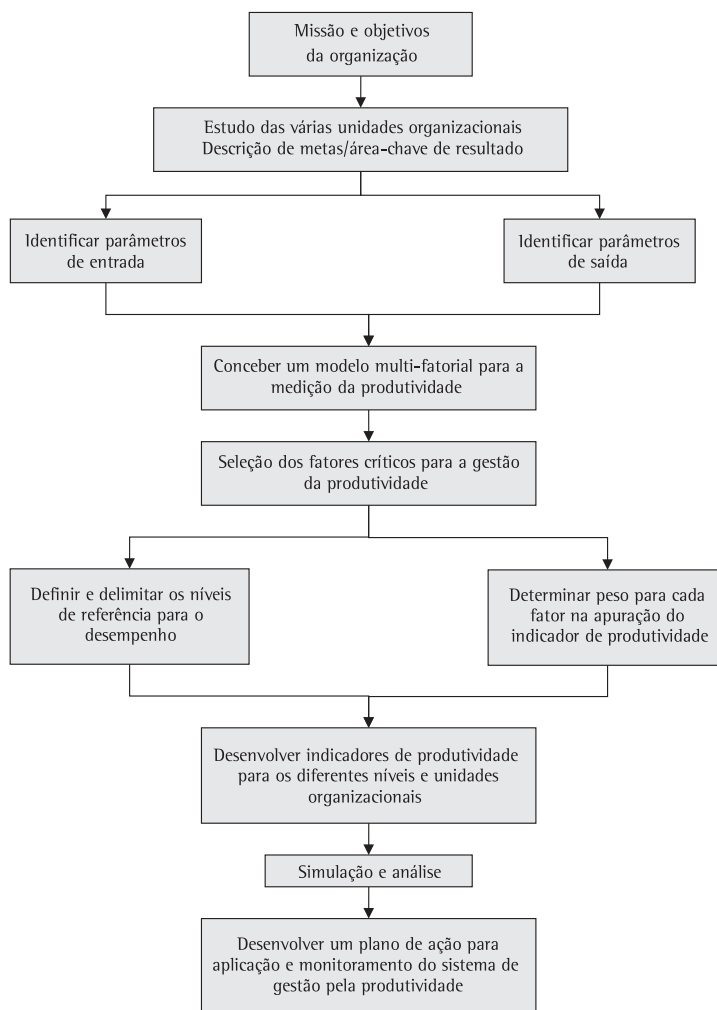 Missão e objetivos
da organização
Estudo das várias unidades organizacionais
Descrição de metas/área-chave de resultado
Identificar parâmetros
de entrada
Identificar parâmetros
de saída
Conceber um modelo multi-fatorial para a
medição da produtividade
Seleção dos fatores críticos para a gestão
da produtividade
Definir e delimitar os níveis
de referência para o
desempenho
Determinar peso para cada
fator na apuração do
indicador de produtividade
Desenvolver indicadores de produtividade
para os diferentes níveis e unidades
organizacionais
Simulação e análise
Desenvolver um plano de ação para
aplicação e monitoramento do sistema de
gestão pela produtividade